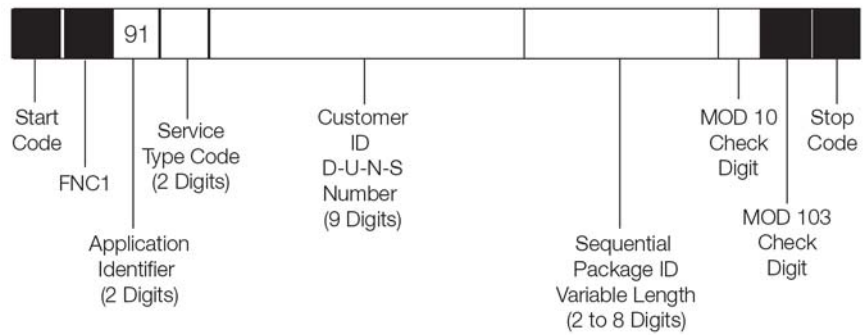 91
Start
Code
FNC1
Application
Identifier
(2 Digits)
Service
Type Code
(2 Digits)
Customer
ID
D-U-N-S
Number
(9 Digits)
Sequential
Package ID
Variable Length
(2 to 8 Digits)
MOD 10
Check
Digit
MOD 103
Check
Digit
Stop
Code